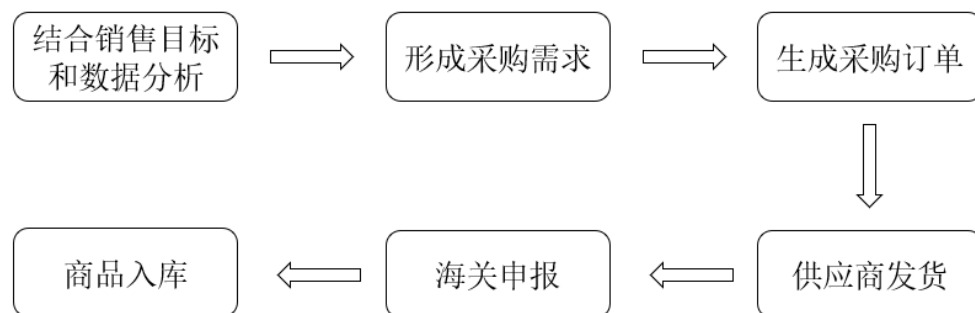 结合销售目标
和数据分析
形成采购需求
生成采购订单
供应商发货
海关申报
商品入库